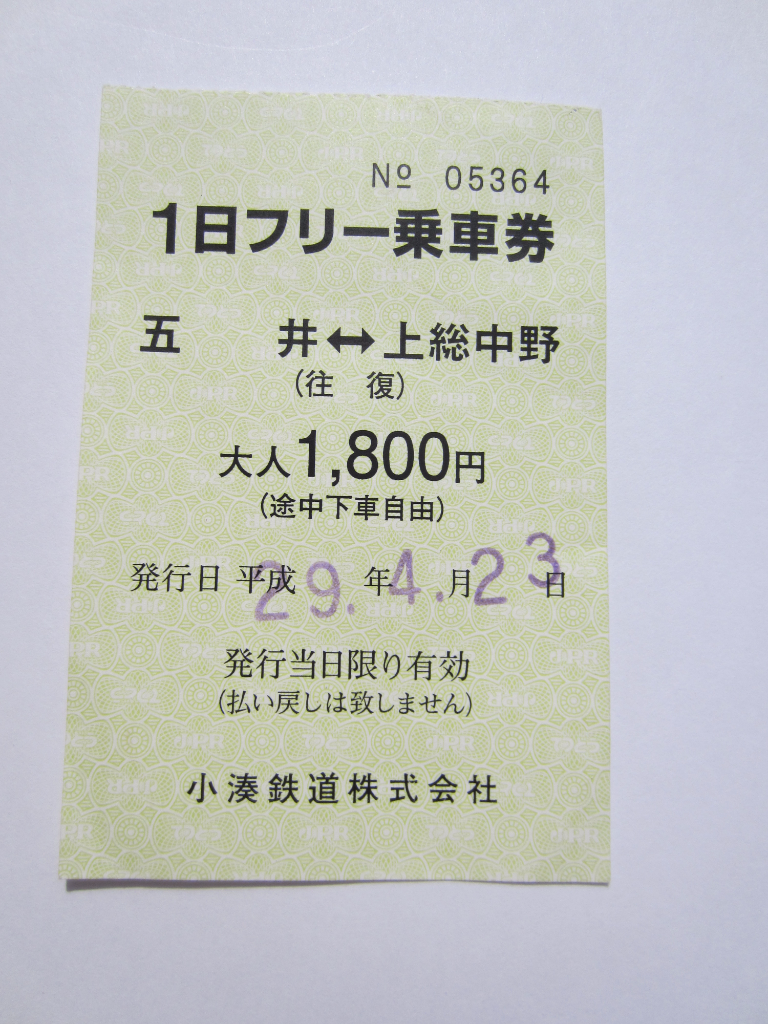 Nº 05364
1日フリー乗車券
五 井↔上総中野
(往 復)
大人1,800円
(途中下車自由)
発行日 平成 29.年4.月23日
発行当日限り有効
(払い戻しは致しません)
小湊鉄道株式会社